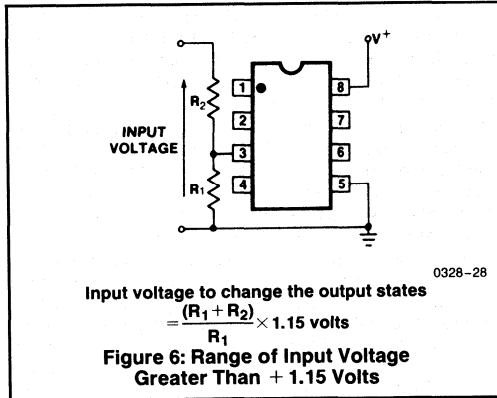 V+
1
8
R2
2
7
INPUT
VOLTAGE
3
6
R1
4
5
0328-28
Input voltage to change the output states
= (R1 + R2) / R1 × 1.15 volts
Figure 6: Range of Input Voltage
Greater Than + 1.15 Volts